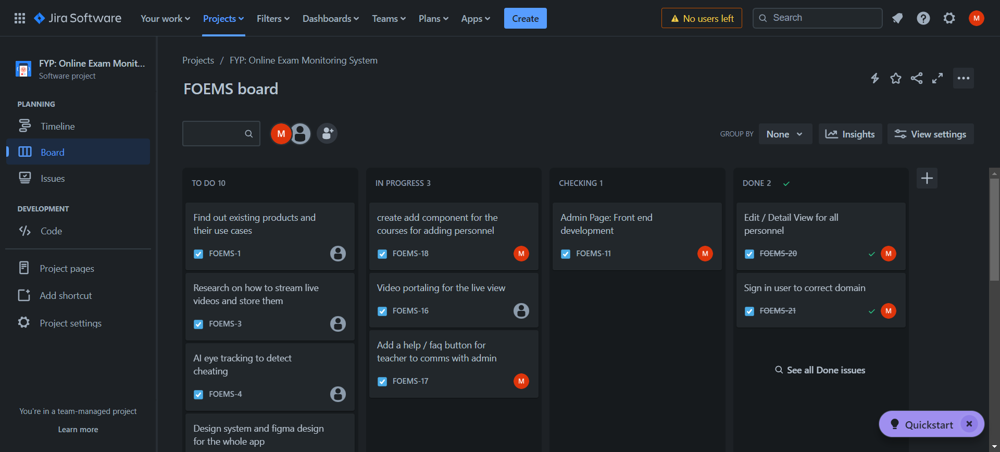 Jira Software
Your work
Projects
Filters
Dashboards
Teams
Plans
Apps
Create
No users left
Search
M
FYP: Online Exam Monit...
Software project
PLANNING
Timeline
Board
Issues
DEVELOPMENT
Code
Project pages
Add shortcut
Project settings
You're in a team-managed project
Learn more
Projects / FYP: Online Exam Monitoring System
FOEMS board
M
GROUP BY
None
Insights
View settings
TO DO 10
Find out existing products and
their use cases
FOEMS-1
Research on how to stream live
videos and store them
FOEMS-3
AI eye tracking to detect
cheating
FOEMS-4
Design system and figma design
for the whole app
IN PROGRESS 3
create add component for the
courses for adding personnel
FOEMS-18
M
Video portaling for the live view
FOEMS-16
Add a help / faq button for
teacher to comms with admin
FOEMS-17
M
CHECKING 1
Admin Page: Front end
development
FOEMS-11
M
DONE 2
Edit / Detail View for all
personnel
FOEMS-20
M
Sign in user to correct domain
FOEMS-21
M
See all Done issues
Quickstart